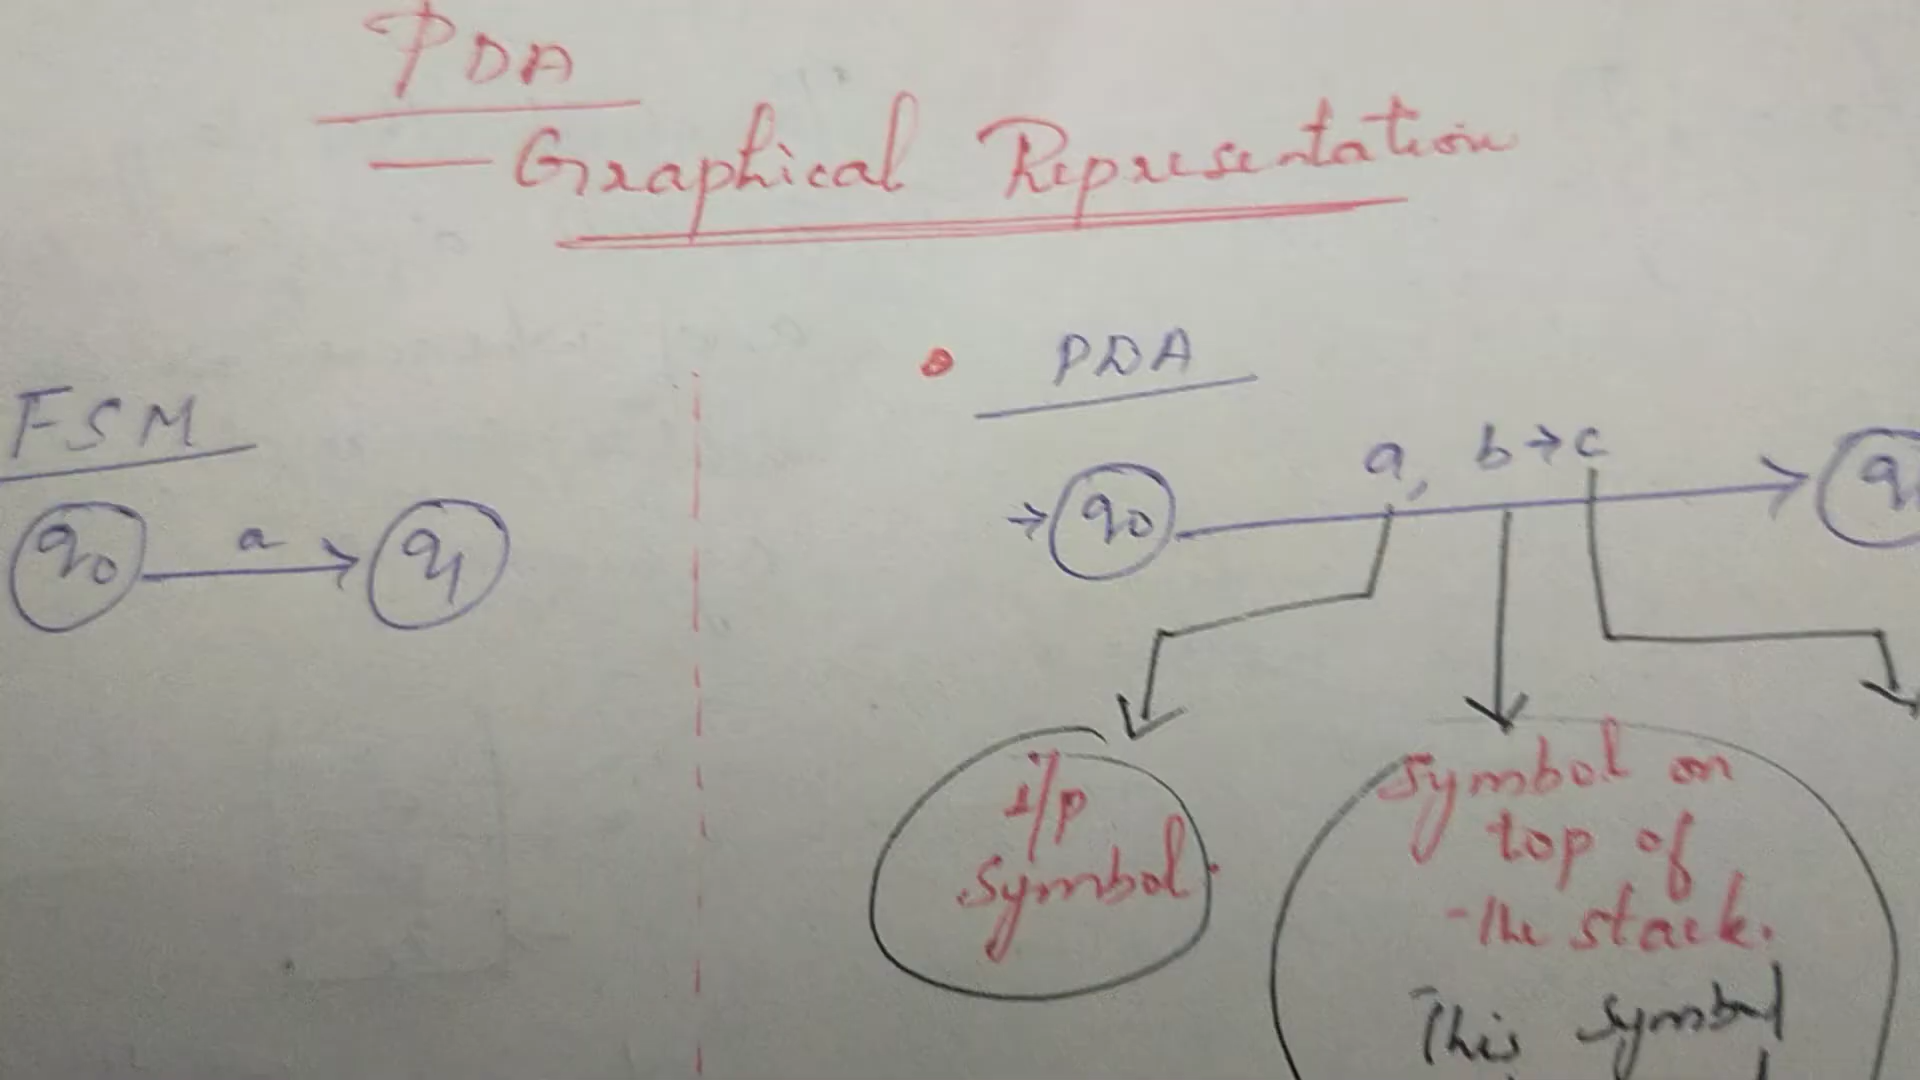 PDA
— Graphical Representation
FSM
q0 a q1
PDA
q0 a, b → c
I/p
Symbol.
Symbol on
top of
the stack.
This symbol